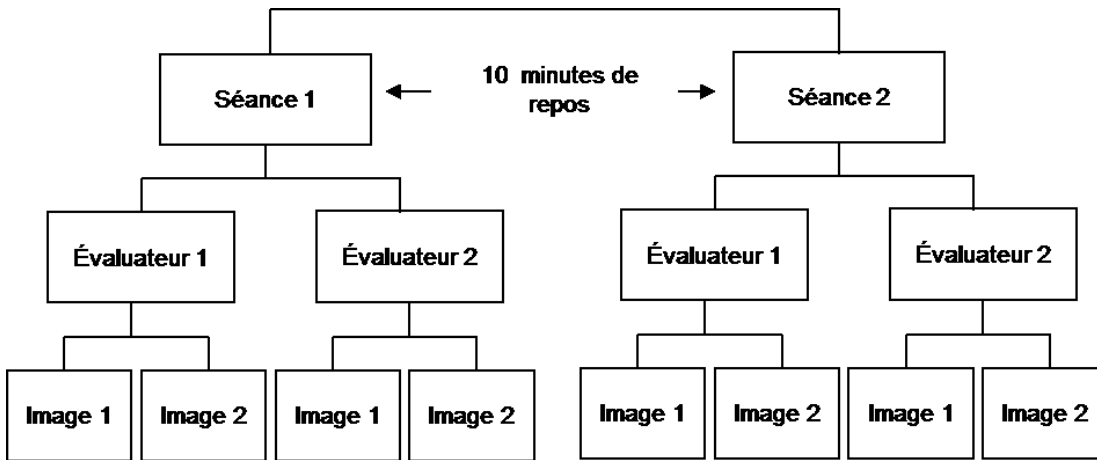 Séance 1
10 minutes de
repos
Séance 2
Évaluateur 1
Évaluateur 2
Évaluateur 1
Évaluateur 2
Image 1
Image 2
Image 1
Image 2
Image 1
Image 2
Image 1
Image 2